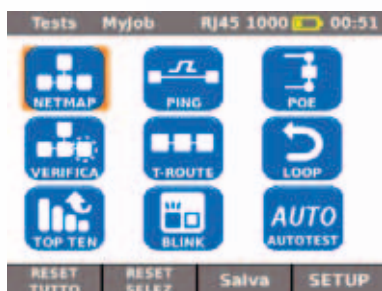 Tests MyJob RJ45 1000 00:51
NETMAP PING POE
VERIFICA T-ROUTE LOOP
TOP TEN BLINK AUTO AUTOTEST
RESET TUTTO RESET SELEZ Salva SETUP